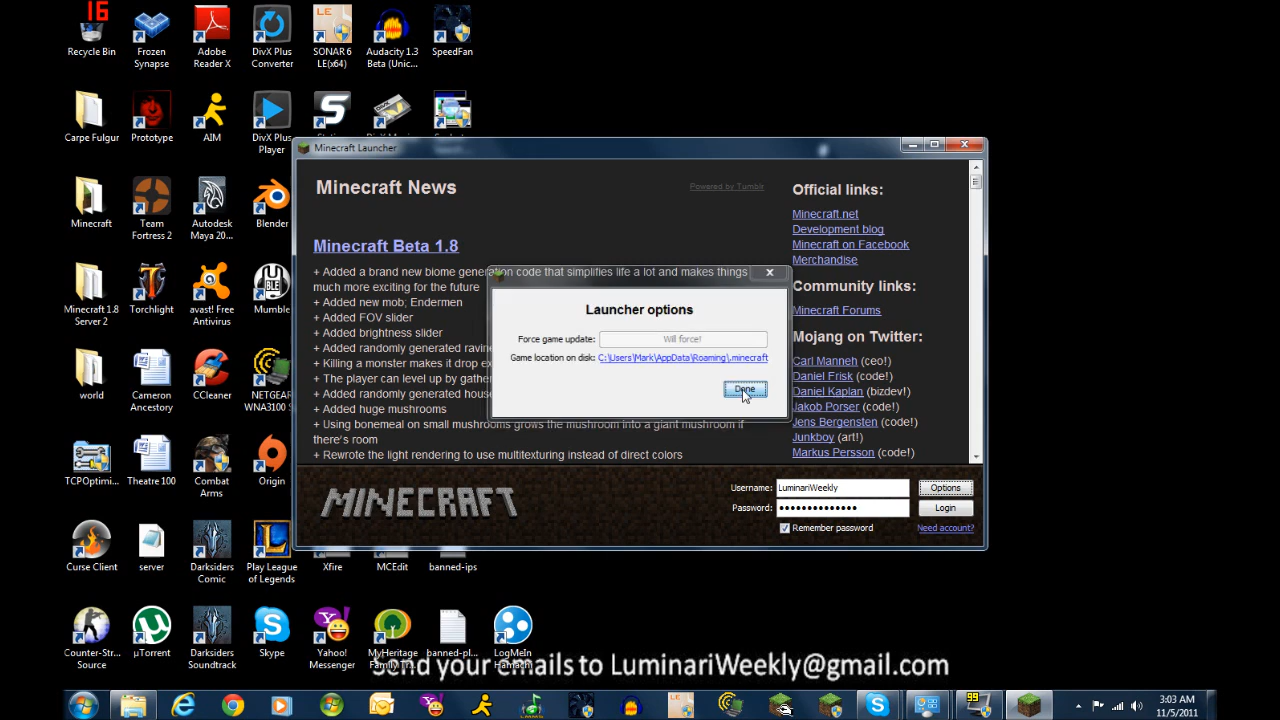 16
Recycle Bin
Frozen Synapse
Adobe Reader X
DivX Plus Converter
SONAR 6 LE(x64)
Audacity 1.3 Beta (Unic...
SpeedFan
Carpe Fulgur
Prototype
AIM
DivX Plus Player
Minecraft
Team Fortress 2
Autodesk Maya 20...
Blender
Minecraft 1.8 Server 2
Torchlight
avast! Free Antivirus
Mumble
world
Cameron Ancestory
CCleaner
NETGEAR WNA3100 S
TCPOptimi...
Theatre 100
Combat Arms
Origin
Curse Client
server
Darksiders Comic
Play League of Legends
Xfire
MCEdit
banned-ips
Counter-Str... Source
µTorrent
Darksiders Soundtrack
Skype
Yahoo! Messenger
MyHeritage
banned-pl...
LogMeIn
Minecraft Launcher
Minecraft News
Powered by Tumblr
Minecraft Beta 1.8
+ Added a brand new biome generation code that simplifies life a lot and makes things
much more exciting for the future
+ Added new mob; Endermen
+ Added FOV slider
+ Added brightness slider
+ Added randomly generated
+ Killing a monster makes it drop
+ The player can level up by
+ Added randomly generated
+ Added huge mushrooms
+ Using bonemeal on small mushrooms grows the mushroom into a giant mushroom if
there's room
+ Rewrote the light rendering to use multitexturing instead of direct colors
Launcher options
Force game update: Will force!
Game location on disk: C:\Users\Mark\AppData\Roaming\.minecraft
Done
Official links:
Minecraft.net
Development blog
Minecraft on Facebook
Merchandise
Community links:
Minecraft Forums
Mojang on Twitter:
Carl Manneh (ceo!)
Daniel Frisk (code!)
Daniel Kaplan (bizdev!)
Jakob Porser (code!)
Jens Bergensten (code!)
Junkboy (art!)
Markus Persson (code!)
MINECRAFT
Username: LuminariWeekly Options
Password: •••••••••••••• Login
Remember password Need account?
Send your emails to LuminariWeekly@gmail.com
3:03 AM
11/5/2011